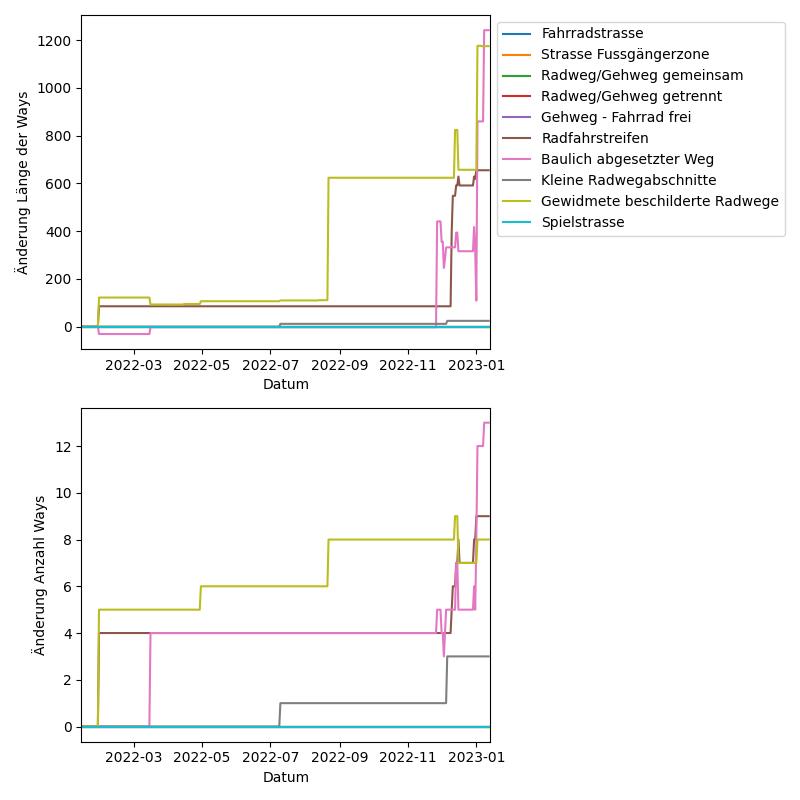 1200
1000
800
600
400
200
0
Änderung Länge der Ways
2022-03 2022-05 2022-07 2022-09 2022-11 2023-01
Datum
Fahrradstrasse
Strasse Fussgängerzone
Radweg/Gehweg gemeinsam
Radweg/Gehweg getrennt
Gehweg - Fahrrad frei
Radfahrstreifen
Baulich abgesetzter Weg
Kleine Radwegabschnitte
Gewidmete beschilderte Radwege
Spielstrasse
12
10
8
6
4
2
0
Änderung Anzahl Ways
2022-03 2022-05 2022-07 2022-09 2022-11 2023-01
Datum